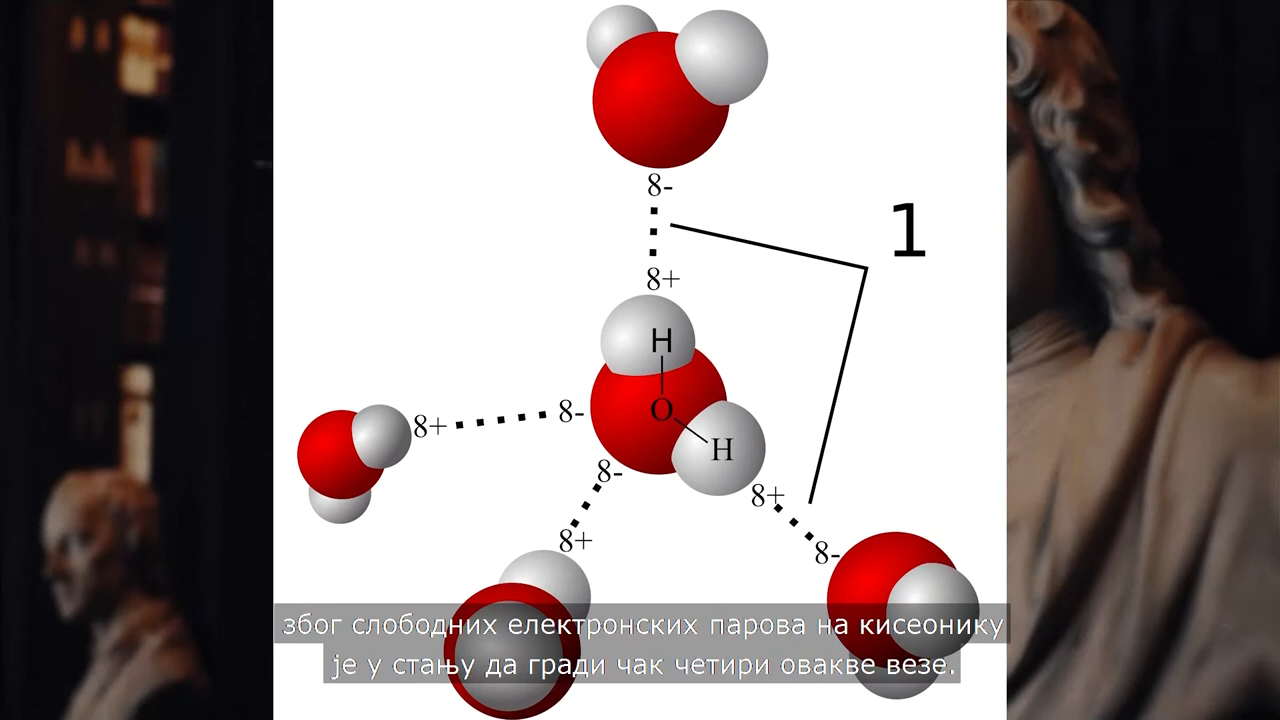 8-
1
8+
H
8+
8-
O
H
8-
8+
8+
8-
због слободних електронских парова на кисеонику
је у стању да гради чак четири овакве везе.